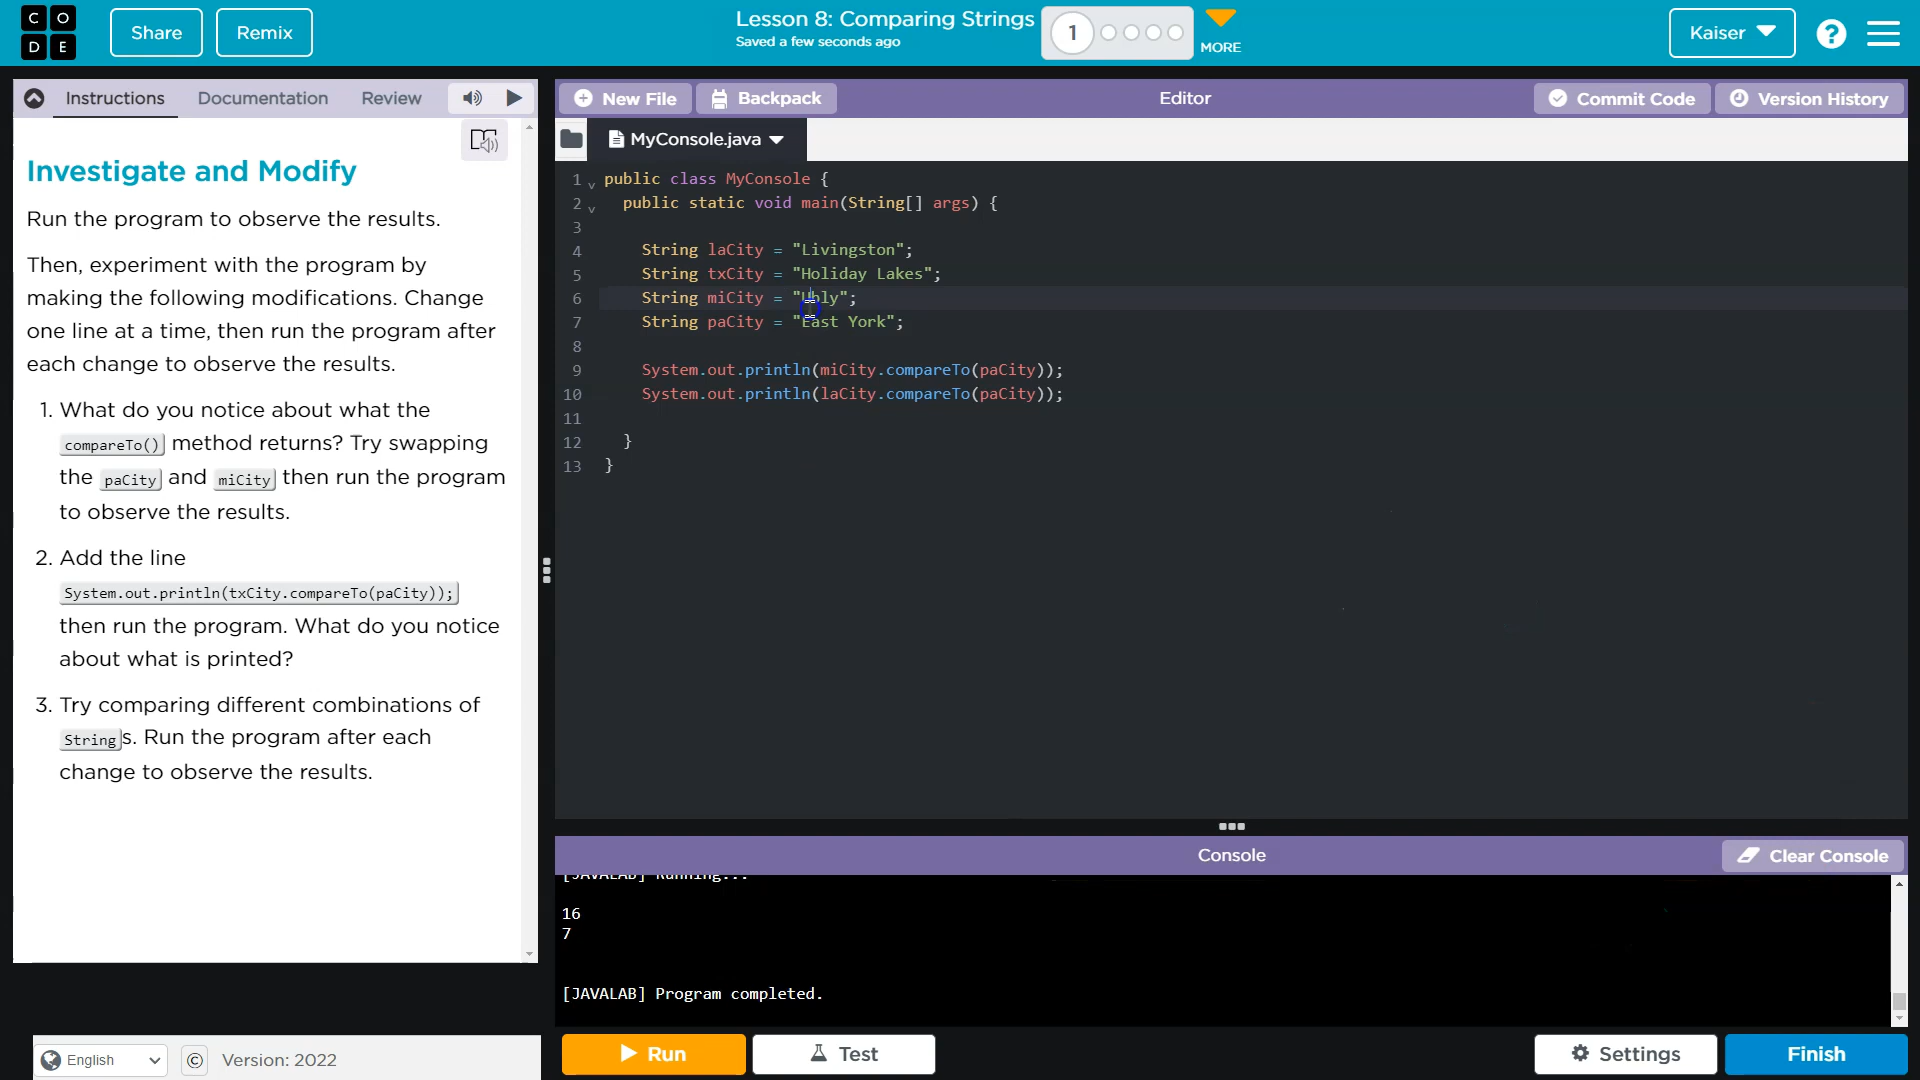 C O D E
Share
Remix
Lesson 8: Comparing Strings
Saved a few seconds ago
1
MORE
Kaiser
?
Instructions
Documentation
Review
New File
Backpack
Editor
Commit Code
Version History
MyConsole.java
Investigate and Modify
Run the program to observe the results.
Then, experiment with the program by
making the following modifications. Change
one line at a time, then run the program after
each change to observe the results.
1. What do you notice about what the
compareTo() method returns? Try swapping
the paCity and miCity then run the program
to observe the results.
2. Add the line
System.out.println(txCity.compareTo(paCity));
then run the program. What do you notice
about what is printed?
3. Try comparing different combinations of
Strings. Run the program after each
change to observe the results.
1 public class MyConsole {
2 public static void main(String[] args) {
3
4 String laCity = "Livingston";
5 String txCity = "Holiday Lakes";
6 String miCity = "Ubly";
7 String paCity = "East York";
8
9 System.out.println(miCity.compareTo(paCity));
10 System.out.println(laCity.compareTo(paCity));
11
12 }
13 }
Console
Clear Console
[JAVALAB] Running...
16
7
[JAVALAB] Program completed.
English
©
Version: 2022
Run
Test
Settings
Finish